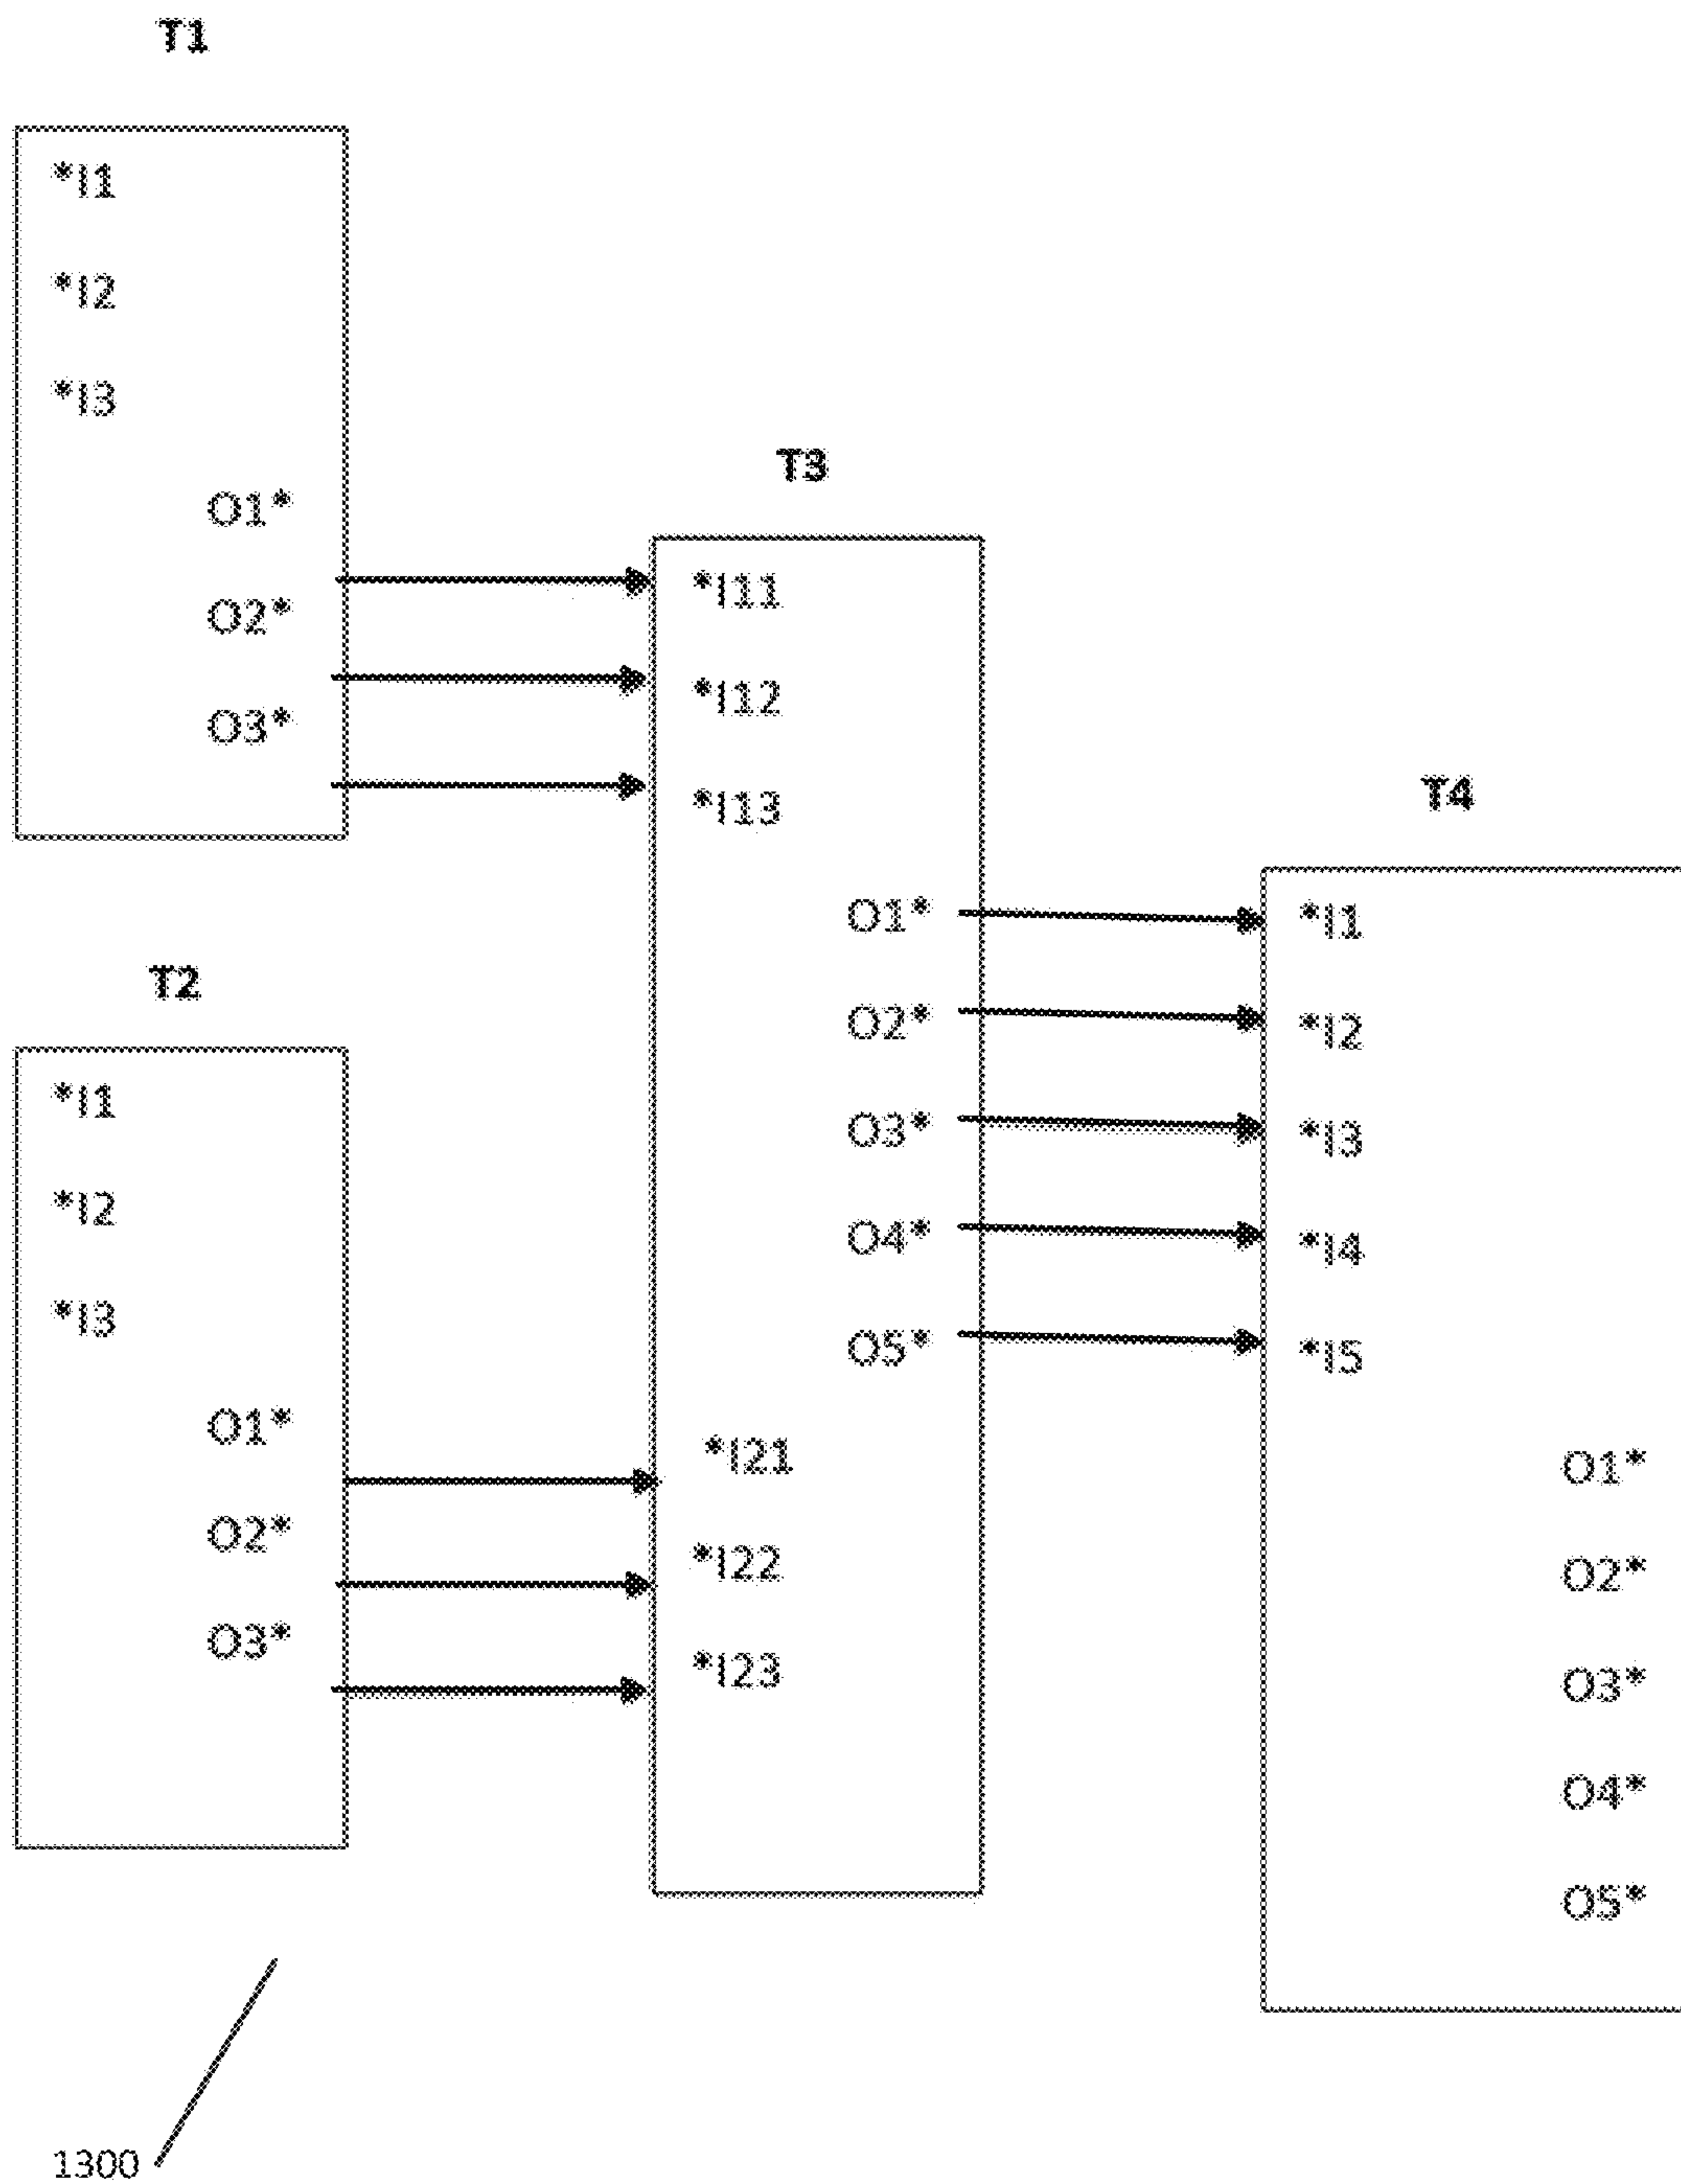 T1
*I1
*I2
*I3
O1*
O2*
O3*
T2
*I1
*I2
*I3
O1*
O2*
O3*
T3
*I11
*I12
*I13
O1*
O2*
O3*
O4*
O5*
*I21
*I22
*I23
T4
*I1
*I2
*I3
*I4
*I5
O1*
O2*
O3*
O4*
O5*
1300